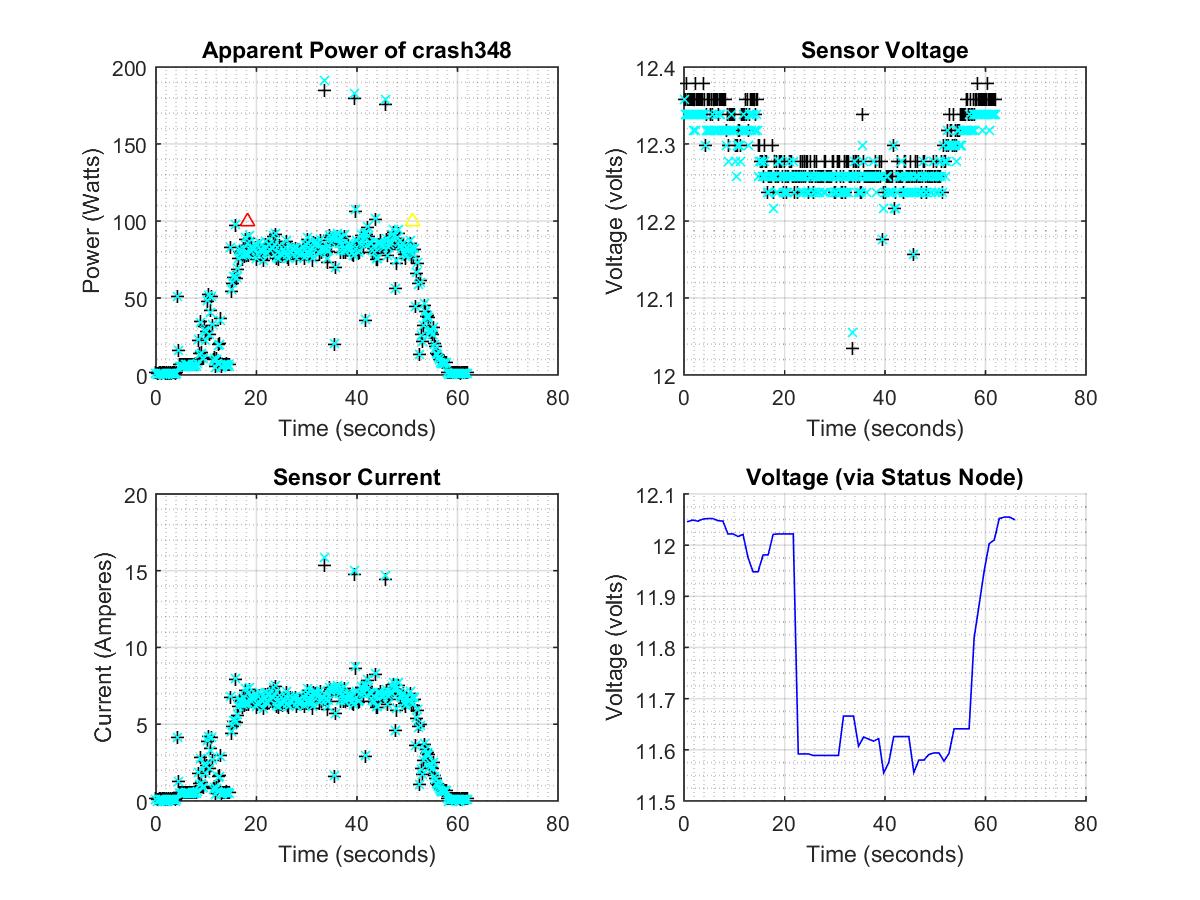 Apparent Power of crash348
200
150
100
50
0
Power (Watts)
0 20 40 60 80
Time (seconds)
Sensor Voltage
12.4
12.3
12.2
12.1
12
Voltage (volts)
0 20 40 60 80
Time (seconds)
Sensor Current
20
15
10
5
0
Current (Amperes)
0 20 40 60 80
Time (seconds)
Voltage (via Status Node)
12.1
12
11.9
11.8
11.7
11.6
11.5
Voltage (volts)
0 20 40 60 80
Time (seconds)